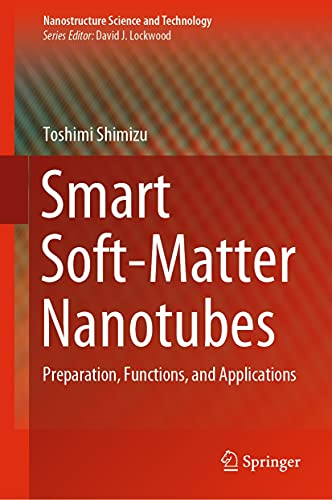 Nanostructure Science and Technology
Series Editor: David J. Lockwood
Toshimi Shimizu
Smart
Soft-Matter
Nanotubes
Preparation, Functions, and Applications
Springer